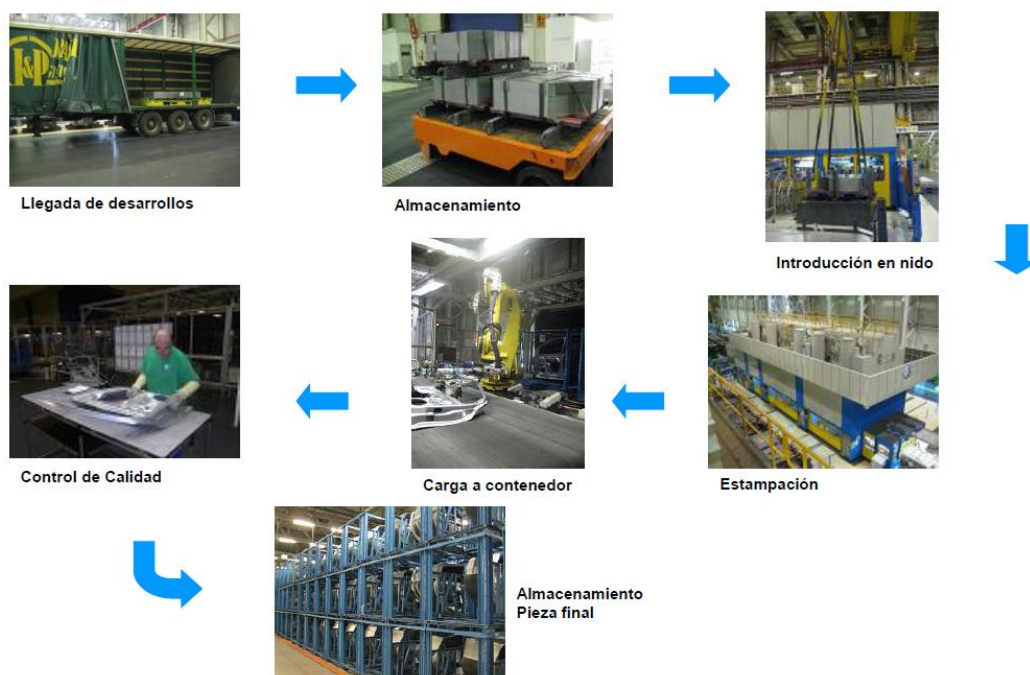 Llegada de desarrollos
Almacenamiento
Introducción en nido
Estampación
Carga a contenedor
Control de Calidad
Almacenamiento
Pieza final